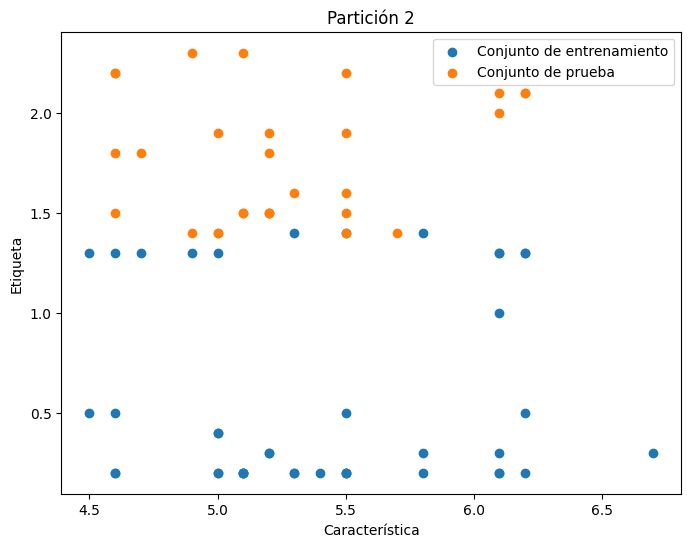 Partición 2
Conjunto de entrenamiento
Conjunto de prueba
Etiqueta
2.0
1.5
1.0
0.5
4.5 5.0 5.5 6.0 6.5
Característica